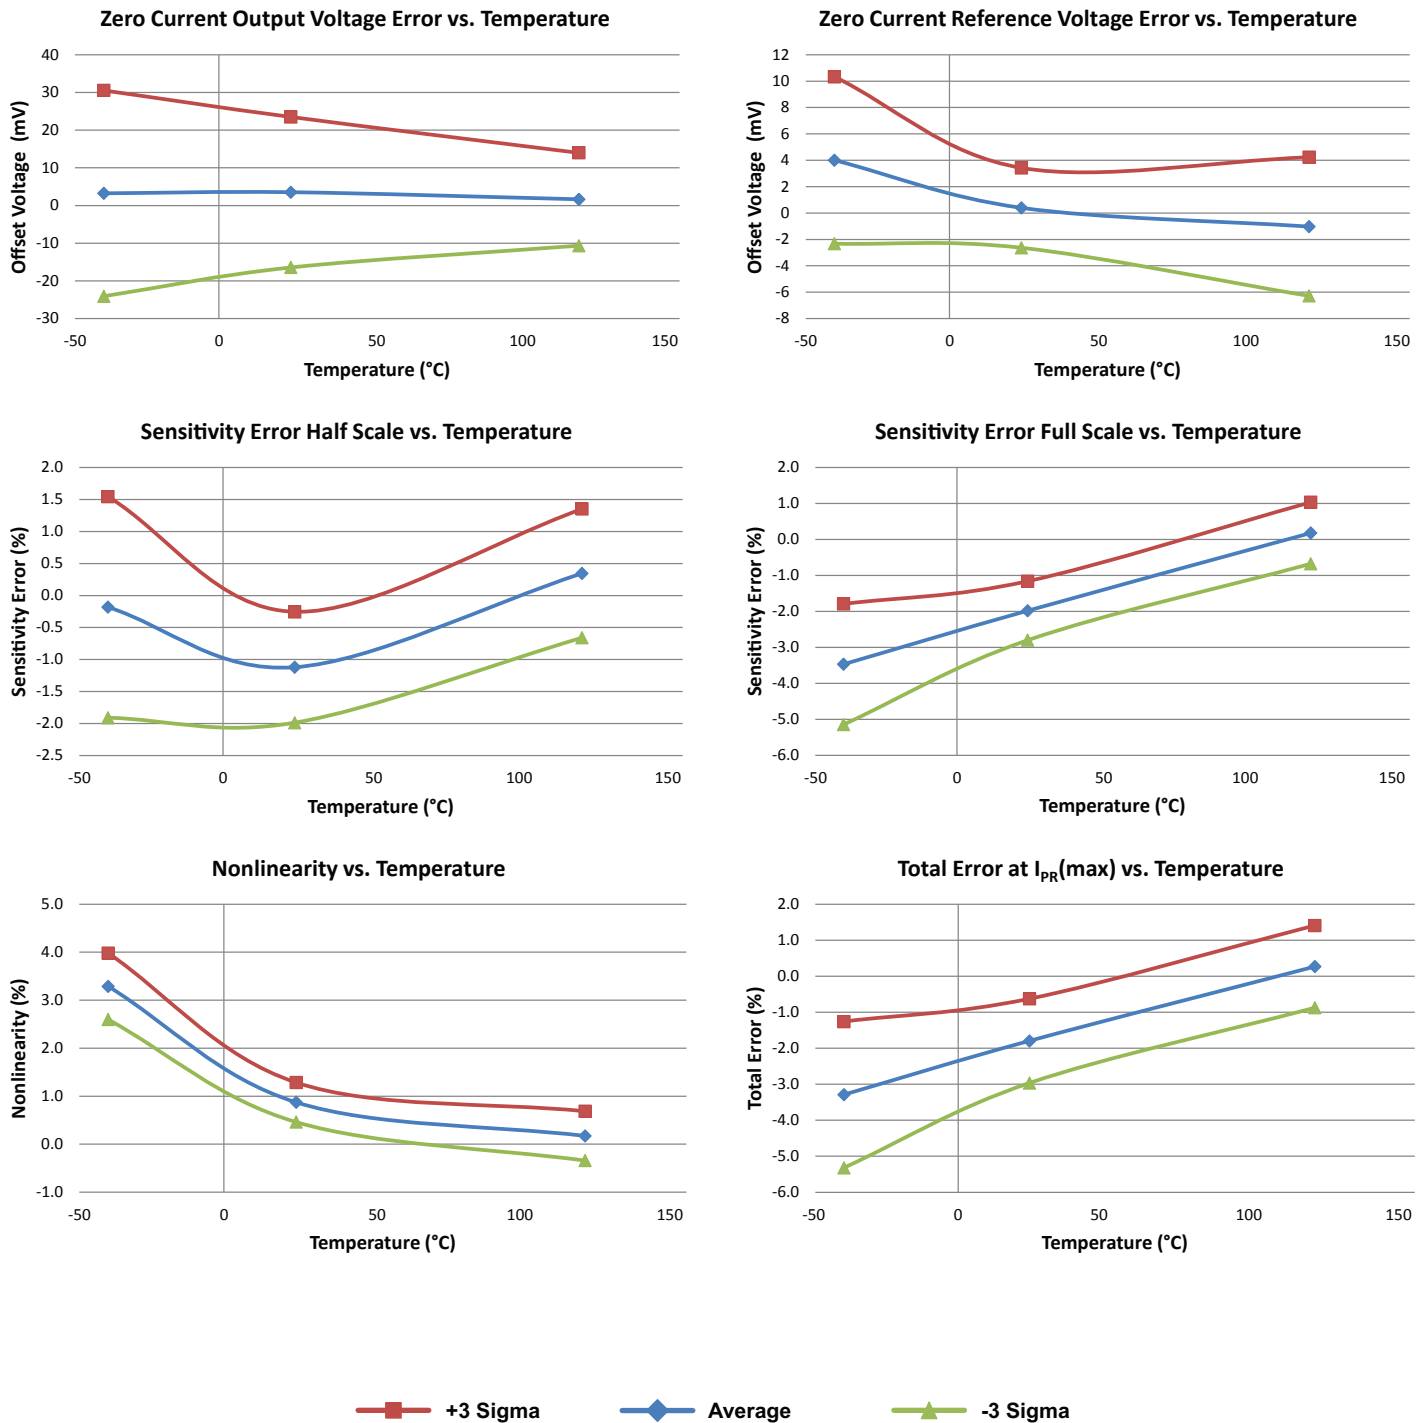 Zero Current Output Voltage Error vs. Temperature
40
30
20
10
0
-10
-20
-30
Offset Voltage (mV)
-50 0 50 100 150
Temperature (°C)
Zero Current Reference Voltage Error vs. Temperature
12
10
8
6
4
2
0
-2
-4
-6
-8
Offset Voltage (mV)
-50 0 50 100 150
Temperature (°C)
Sensitivity Error Half Scale vs. Temperature
2.0
1.5
1.0
0.5
0.0
-0.5
-1.0
-1.5
-2.0
-2.5
Sensitivity Error (%)
-50 0 50 100 150
Temperature (°C)
Sensitivity Error Full Scale vs. Temperature
2.0
1.0
0.0
-1.0
-2.0
-3.0
-4.0
-5.0
-6.0
Sensitivity Error (%)
-50 0 50 100 150
Temperature (°C)
Nonlinearity vs. Temperature
5.0
4.0
3.0
2.0
1.0
0.0
-1.0
Nonlinearity (%)
-50 0 50 100 150
Temperature (°C)
Total Error at IPR(max) vs. Temperature
2.0
1.0
0.0
-1.0
-2.0
-3.0
-4.0
-5.0
-6.0
Total Error (%)
-50 0 50 100 150
Temperature (°C)
+3 Sigma Average -3 Sigma